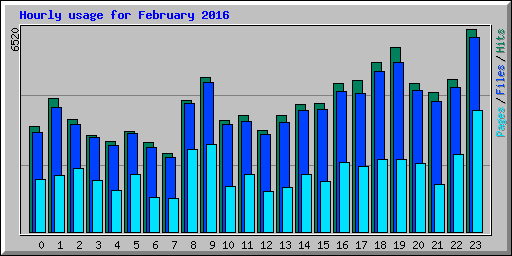 Hourly usage for February 2016
6520
Pages / Files / Hits
0 1 2 3 4 5 6 7 8 9 10 11 12 13 14 15 16 17 18 19 20 21 22 23